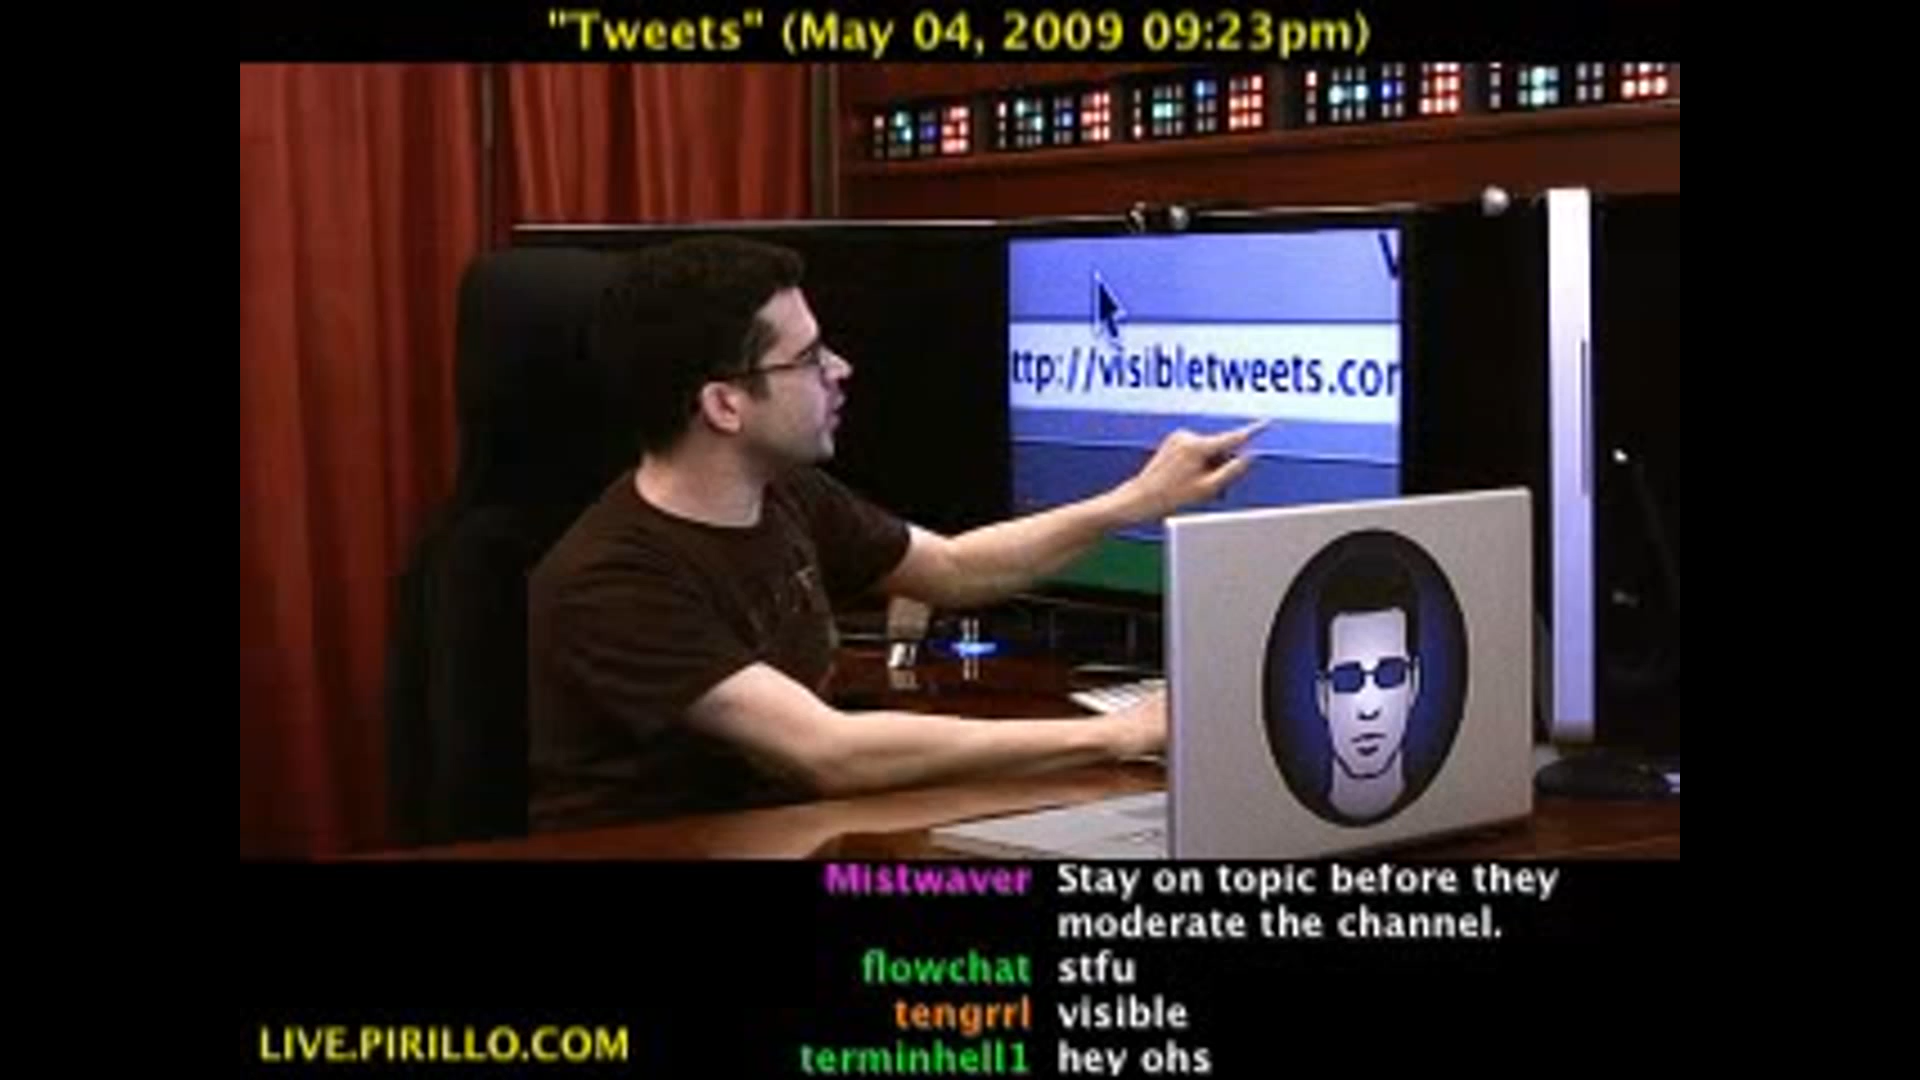 "Tweets" (May 04, 2009 09:23pm)
ttp://visibletweets.cor
Mistwaver Stay on topic before they
moderate the channel.
flowchat stfu
tengrrl visible
terminhell1 hey ohs
LIVE.PIRILLO.COM